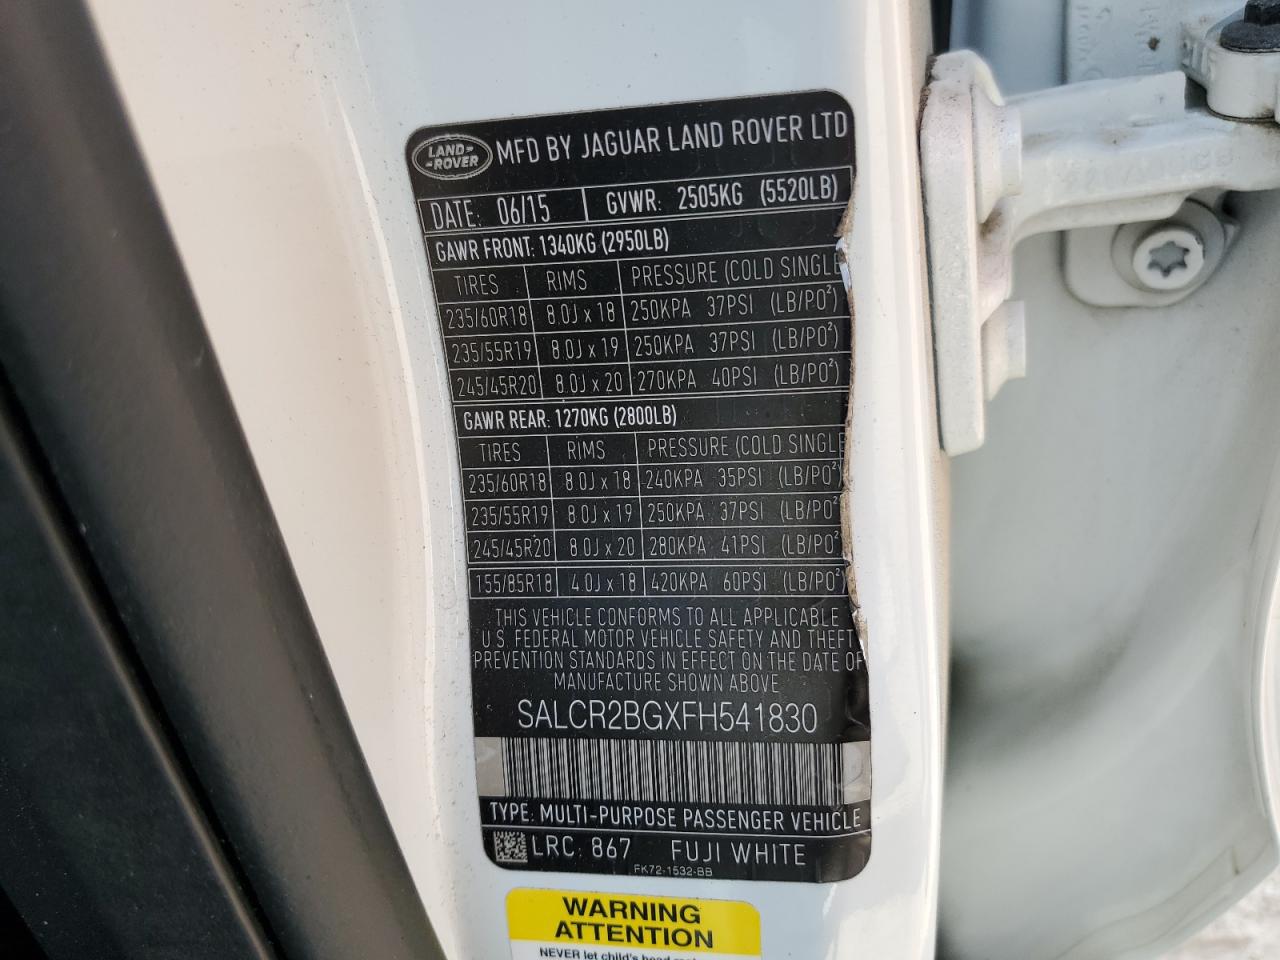 LAND-
-ROVER
MFD BY JAGUAR LAND ROVER LTD
DATE: 06/15 GVWR: 2505KG (5520LB)
GAWR FRONT: 1340KG (2950LB)
TIRES RIMS PRESSURE (COLD SINGLE
235/60R18 8.0J x 18 250KPA 37PSI (LB/PO²)
235/55R19 8.0J x 19 250KPA 37PSI (LB/PO²)
245/45R20 8.0J x 20 270KPA 40PSI (LB/PO²)
GAWR REAR: 1270KG (2800LB)
TIRES RIMS PRESSURE (COLD SINGLE
235/60R18 8.0J x 18 240KPA 35PSI (LB/PO²)
235/55R19 8.0J x 19 250KPA 37PSI (LB/PO²
245/45R20 8.0J x 20 280KPA 41PSI (LB/PO²)
155/85R18 4.0J x 18 420KPA 60PSI (LB/PO²)
THIS VEHICLE CONFORMS TO ALL APPLICABLE
U.S. FEDERAL MOTOR VEHICLE SAFETY AND THEFT
PREVENTION STANDARDS IN EFFECT ON THE DATE OF
MANUFACTURE SHOWN ABOVE
SALCR2BGXFH541830
TYPE: MULTI-PURPOSE PASSENGER VEHICLE
LRC: 867 FUJI WHITE
FK72-1532-BB
WARNING
ATTENTION
NEVER let child's head